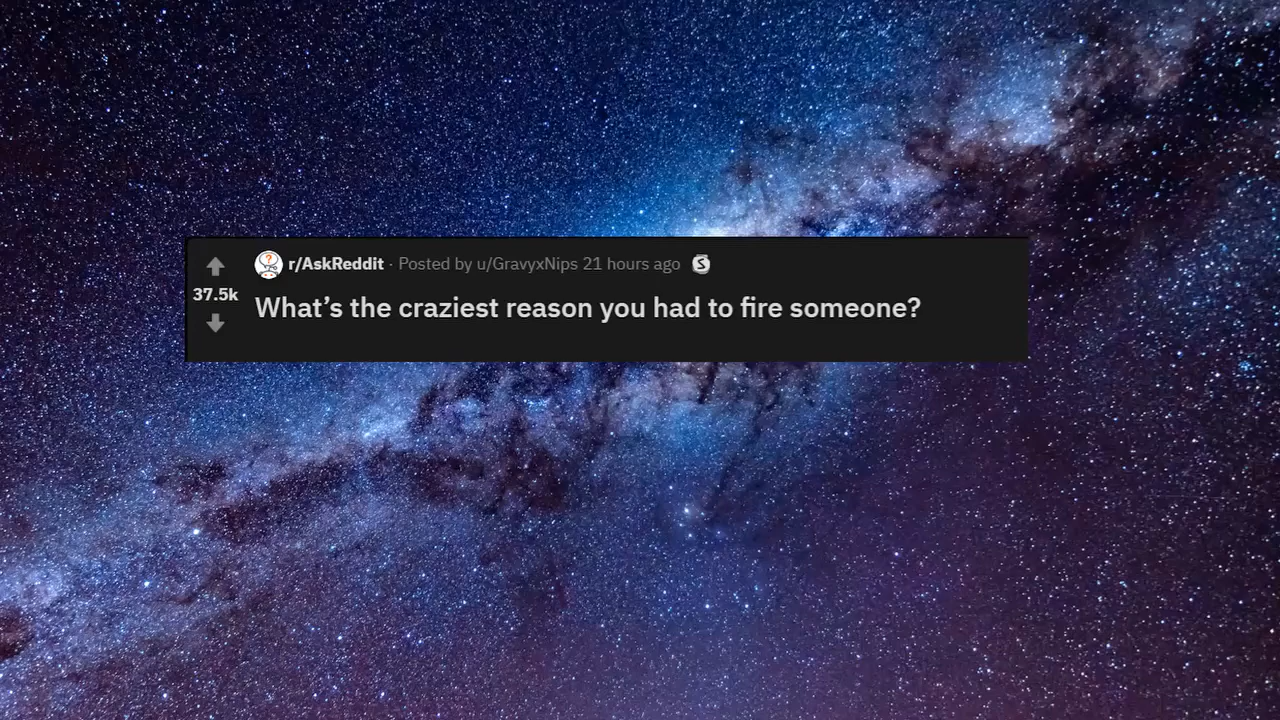 r/AskReddit · Posted by u/GravyxNips 21 hours ago
37.5k
What’s the craziest reason you had to fire someone?